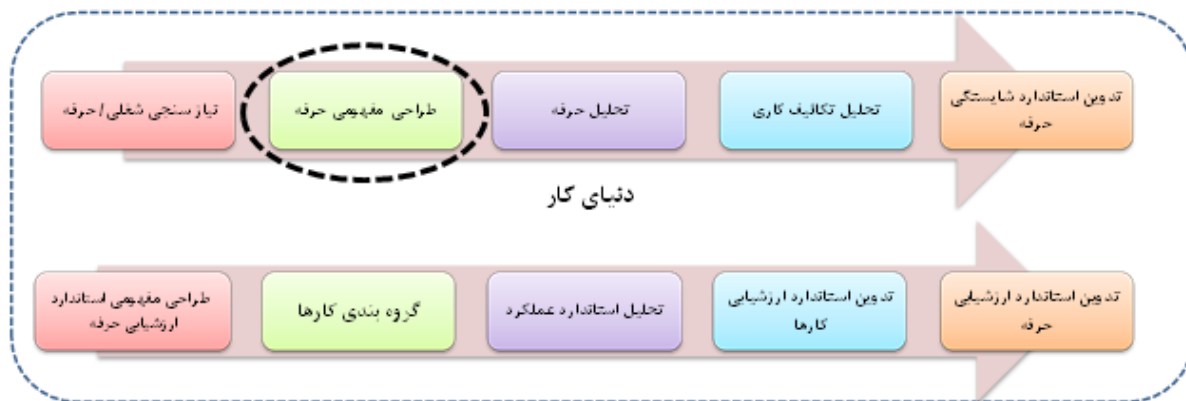 نیاز سنجی شغلی/ حرفه
طراحی مفهومی حرفه
تحلیل حرفه
تحلیل تکالیف کاری
تدوین استاندارد شایستگی
حرفه
دنیای کار
طراحی مفهومی استاندارد
ارزشیابی حرفه
گروه بندی کارها
تحلیل استاندارد عملکرد
تدوین استاندارد ارزشیابی
کارها
تدوین استاندارد ارزشیابی
حرفه